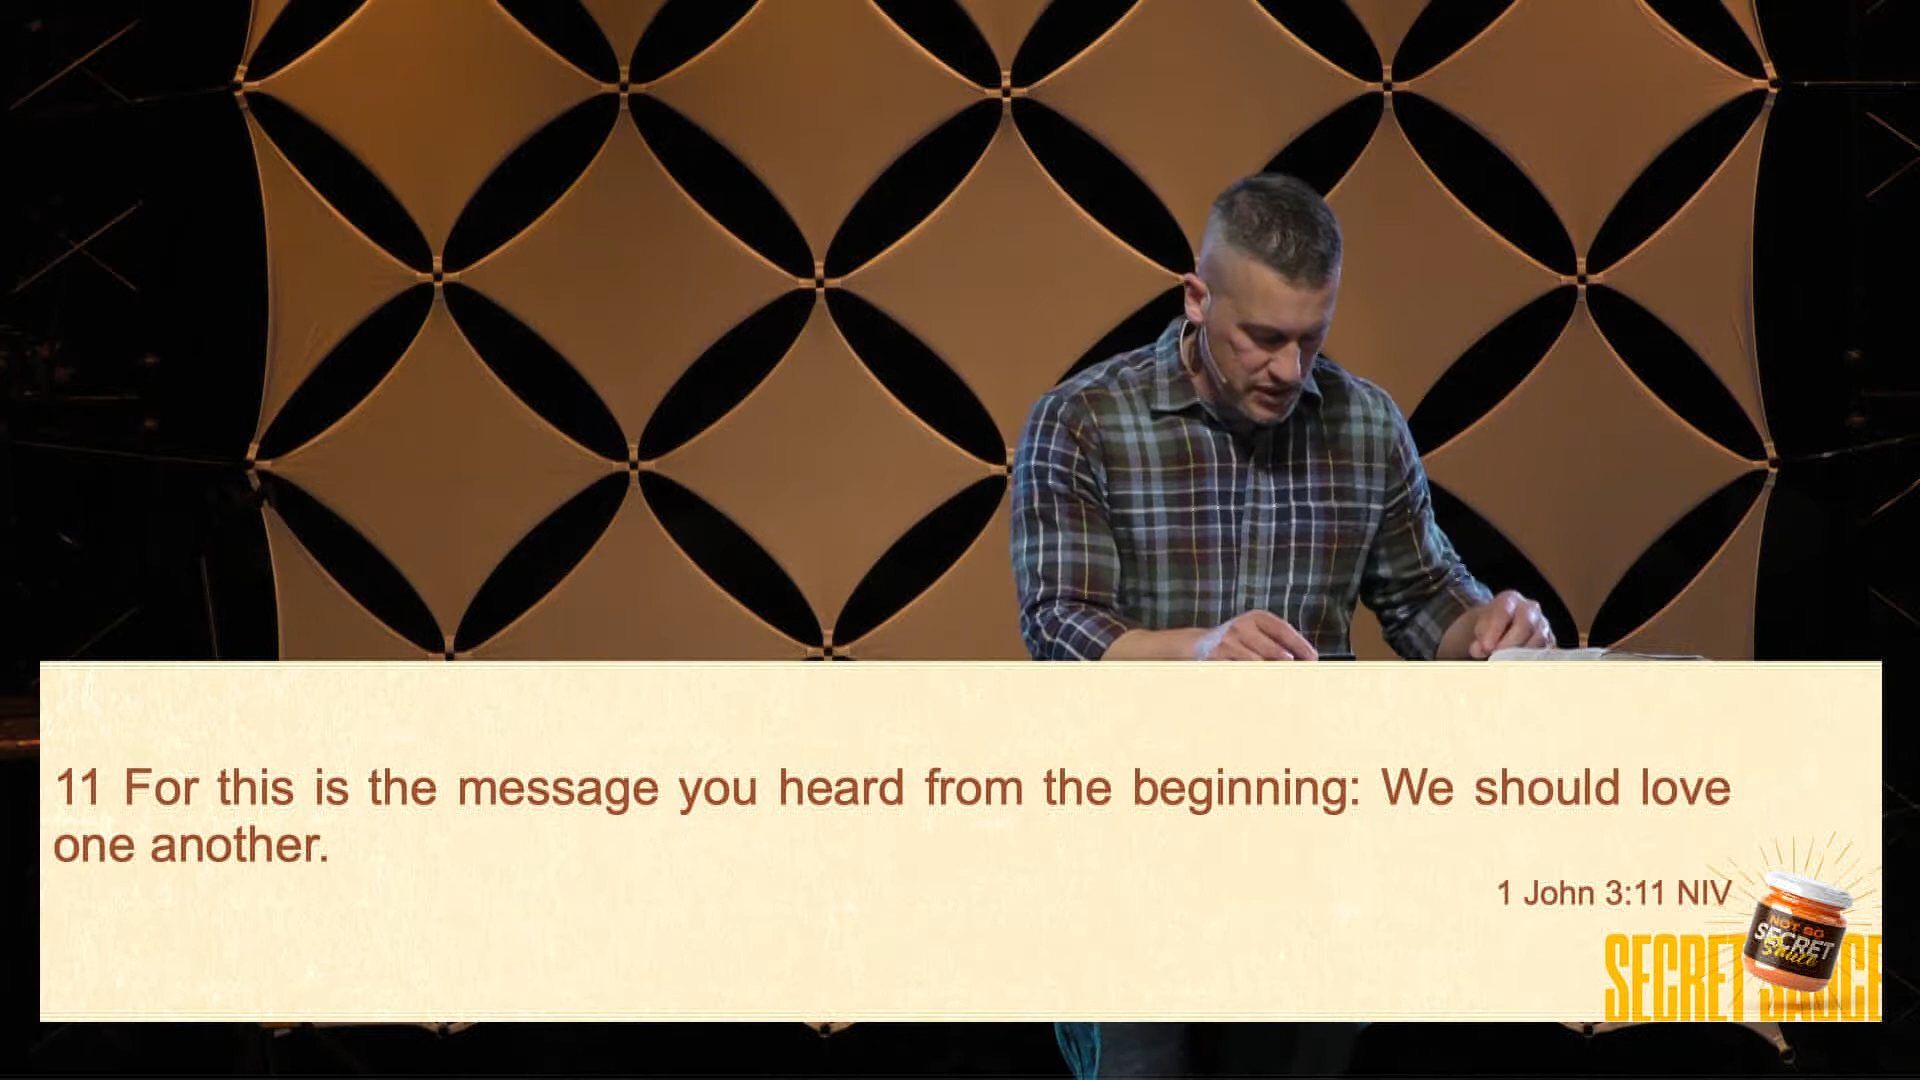 11 For this is the message you heard from the beginning: We should love
one another.
1 John 3:11 NIV
NOT SO
SECRET
Sauce
SECRET SAUCE